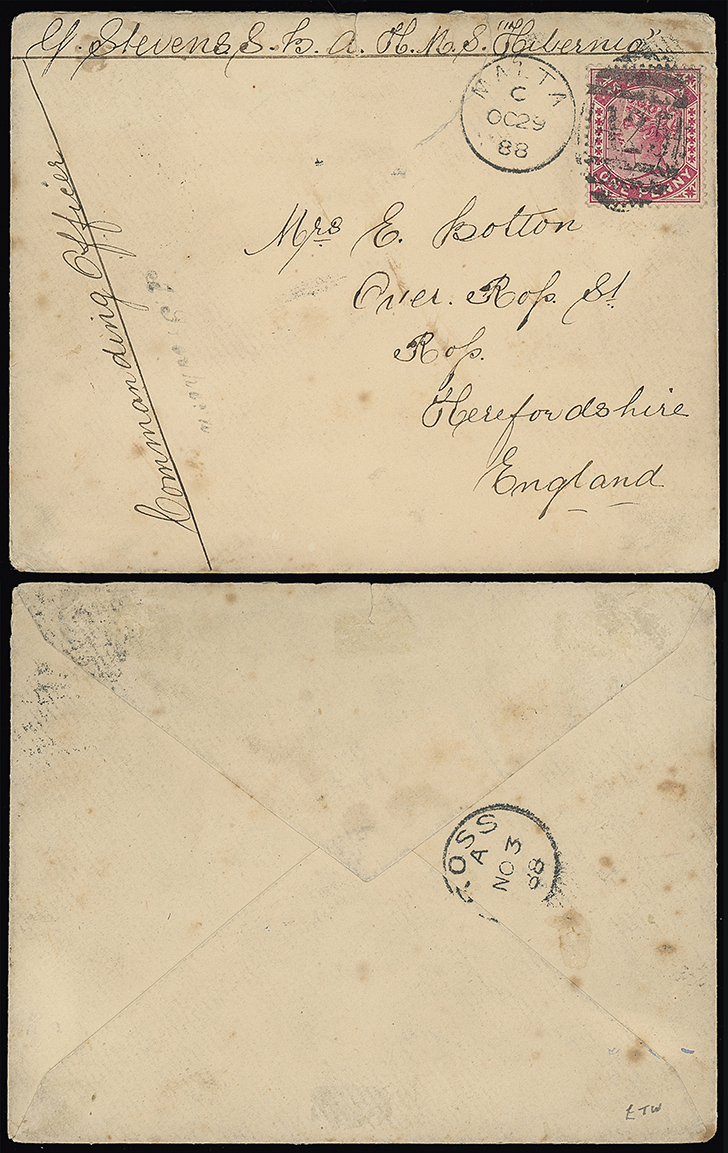 Stevens. S. B. A. H. M. S. "Hibernia"
MALTA
C
OC 29
88
ONE PENNY
Commanding Officer
Mrs E. Botton
Over. Ross. St.
Ross.
Herefordshire
England
ROSS
A
NO 3
88
ETW